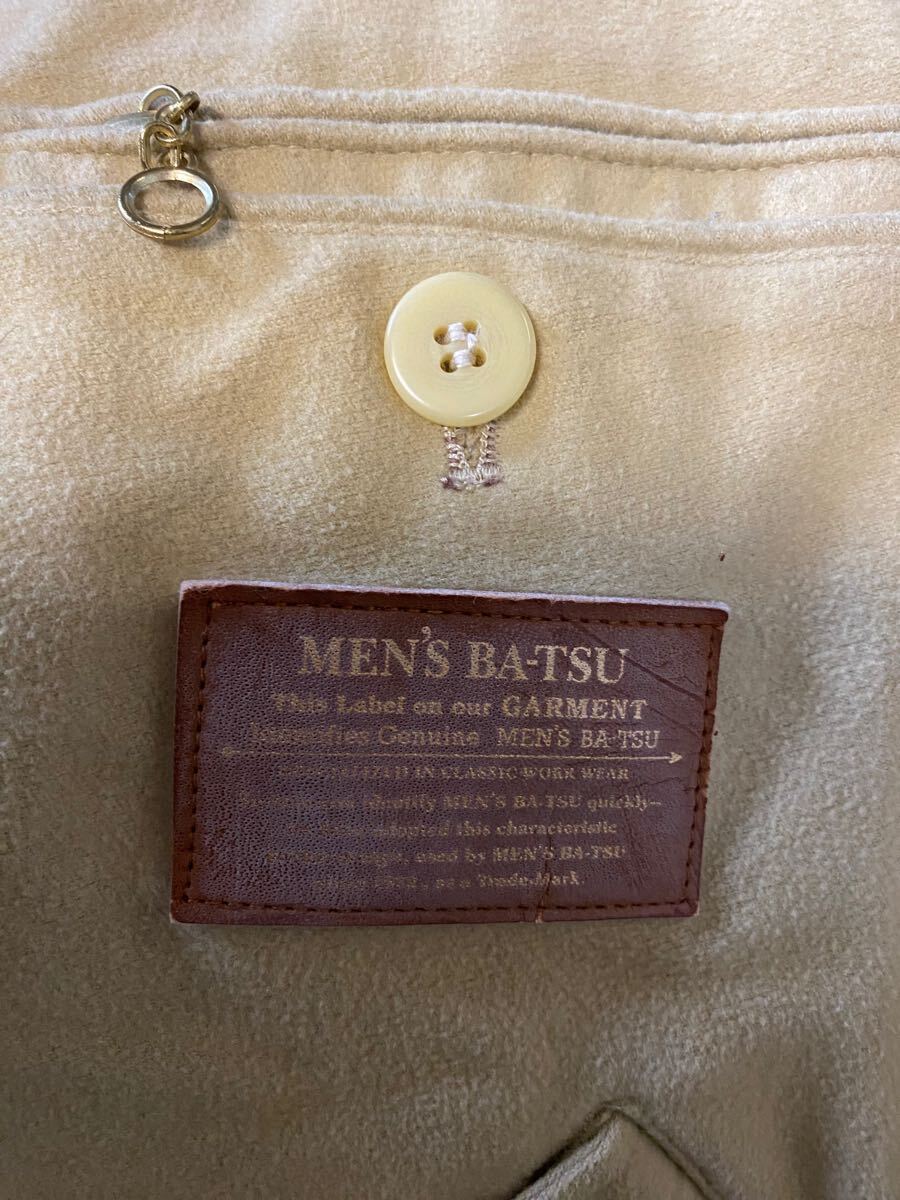 MEN'S BA-TSU
This Label on our GARMENT
Identifies Genuine MEN'S BA-TSU
IN CLASSIC WORK WEAR
identify MEN'S BA-TSU quickly–
adopted this characteristic
used by MEN'S BA-TSU
as a Trade-Mark.